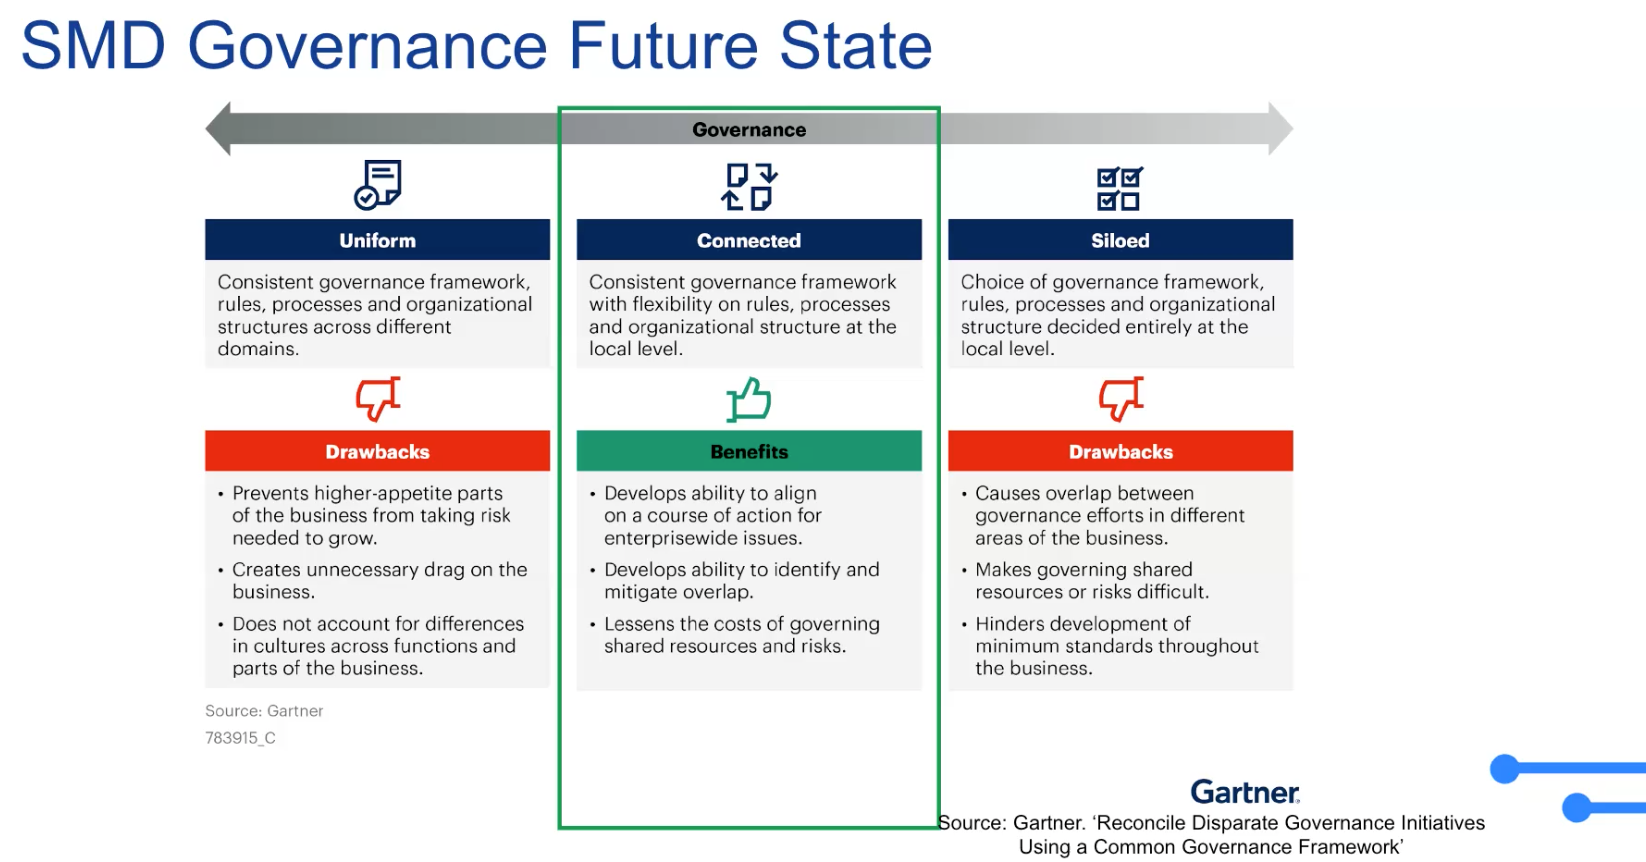 SMD Governance Future State
Governance
Uniform
Consistent governance framework,
rules, processes and organizational
structures across different
domains.
Drawbacks
• Prevents higher-appetite parts
of the business from taking risk
needed to grow.
• Creates unnecessary drag on the
business.
• Does not account for differences
in cultures across functions and
parts of the business.
Connected
Consistent governance framework
with flexibility on rules, processes
and organizational structure at the
local level.
Benefits
• Develops ability to align
on a course of action for
enterprisewide issues.
• Develops ability to identify and
mitigate overlap.
• Lessens the costs of governing
shared resources and risks.
Siloed
Choice of governance framework,
rules, processes and organizational
structure decided entirely at the
local level.
Drawbacks
• Causes overlap between
governance efforts in different
areas of the business.
• Makes governing shared
resources or risks difficult.
• Hinders development of
minimum standards throughout
the business.
Source: Gartner
783915_C
Gartner
Source: Gartner. ‘Reconcile Disparate Governance Initiatives
Using a Common Governance Framework’